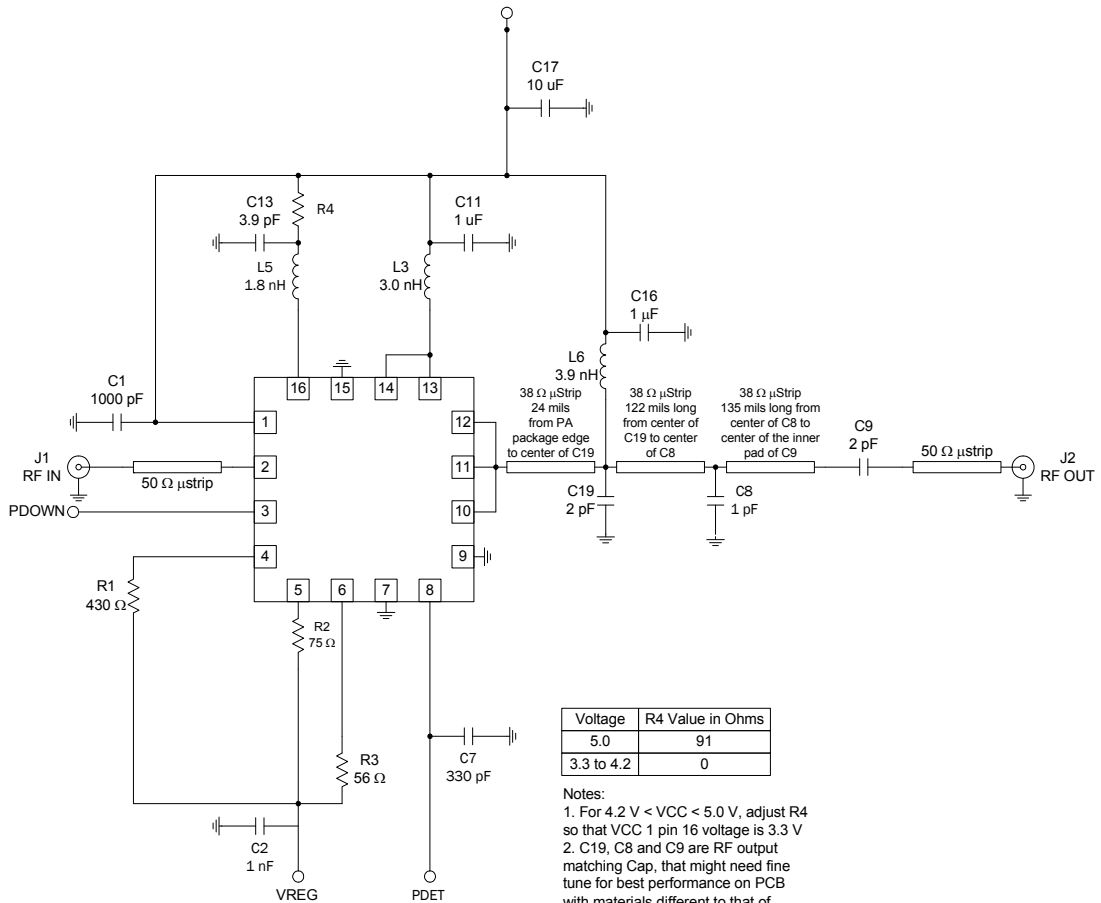 C17
10 uF
C13
3.9 pF
R4
C11
1 uF
L5
1.8 nH
L3
3.0 nH
C16
1 µF
L6
3.9 nH
C1
1000 pF
16
15
14
13
1
2
3
4
12
11
10
9
5
6
7
8
J1
RF IN
50 Ω µstrip
PDOWN
38 Ω µStrip
24 mils
from PA
package edge
to center of C19
38 Ω µStrip
122 mils long
from center of
C19 to center
of C8
38 Ω µStrip
135 mils long from
center of C8 to
center of the inner
pad of C9
C9
2 pF
50 Ω µstrip
J2
RF OUT
C19
2 pF
C8
1 pF
R1
430 Ω
R2
75 Ω
R3
56 Ω
C7
330 pF
C2
1 nF
VREG
PDET
Voltage R4 Value in Ohms
5.0 91
3.3 to 4.2 0
Notes:
1. For 4.2 V < VCC < 5.0 V, adjust R4
so that VCC 1 pin 16 voltage is 3.3 V
2. C19, C8 and C9 are RF output
matching Cap, that might need fine
tune for best performance on PCB
with materials different to that of